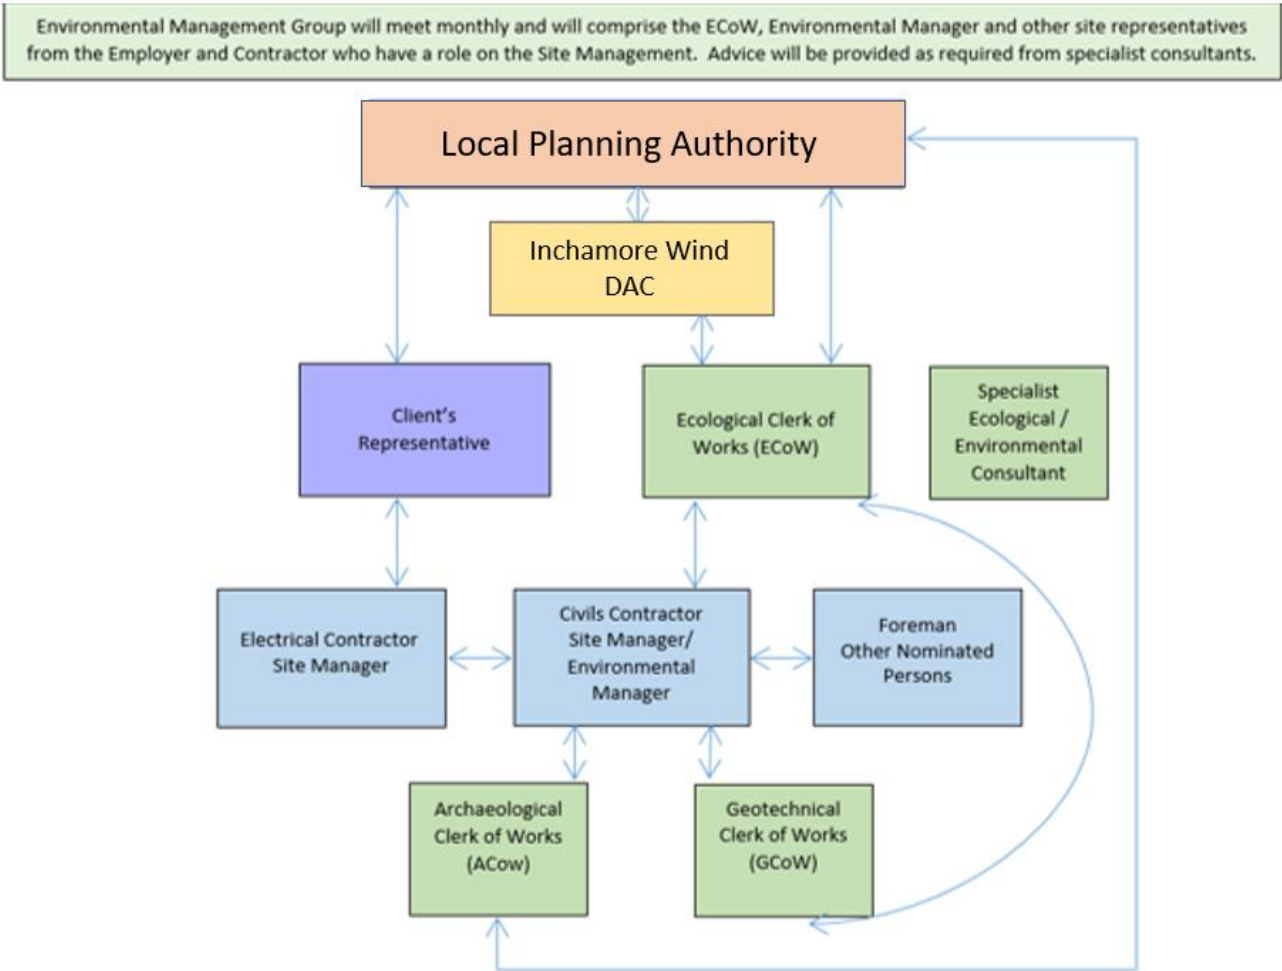 Environmental Management Group will meet monthly and will comprise the ECoW, Environmental Manager and other site representatives
from the Employer and Contractor who have a role on the Site Management.  Advice will be provided as required from specialist consultants.
Local Planning Authority
Inchamore Wind
DAC
Client's
Representative
Ecological Clerk of
Works (ECoW)
Specialist
Ecological /
Environmental
Consultant
Electrical Contractor
Site Manager
Civils Contractor
Site Manager/
Environmental
Manager
Foreman
Other Nominated
Persons
Archaeological
Clerk of Works
(ACow)
Geotechnical
Clerk of Works
(GCoW)